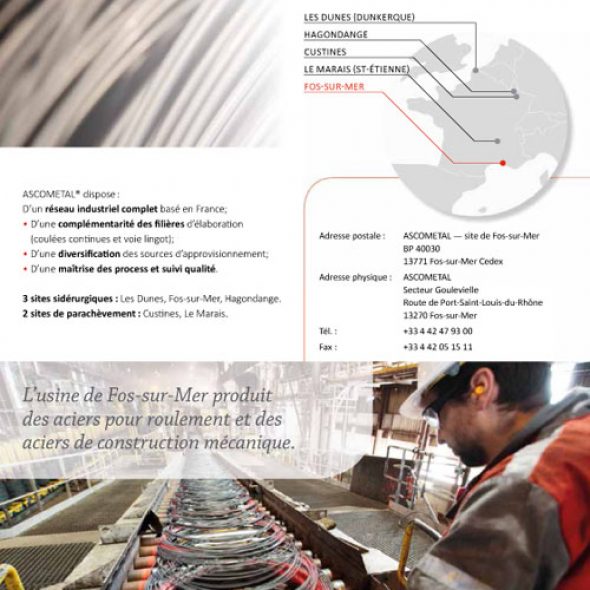 LES DUNES (DUNKERQUE)
HAGONDANGE
CUSTINES
LE MARAIS (ST-ÉTIENNE)
FOS-SUR-MER
ASCOMETAL® dispose :
D'un réseau industriel complet basé en France;
• D'une complémentarité des filières d'élaboration
(coulées continues et voie lingot);
• D'une diversification des sources d'approvisionnement;
• D'une maîtrise des process et suivi qualité.
3 sites sidérurgiques : Les Dunes, Fos-sur-Mer, Hagondange.
2 sites de parachèvement : Custines, Le Marais.
Adresse postale : ASCOMETAL — site de Fos-sur-Mer
BP 40030
13771 Fos-sur-Mer Cedex
Adresse physique : ASCOMETAL
Secteur Goulevielle
Route de Port-Saint-Louis-du-Rhône
13270 Fos-sur-Mer
Tél. : +33 4 42 47 93 00
Fax : +33 4 42 05 15 11
L'usine de Fos-sur-Mer produit
des aciers pour roulement et des
aciers de construction mécanique.